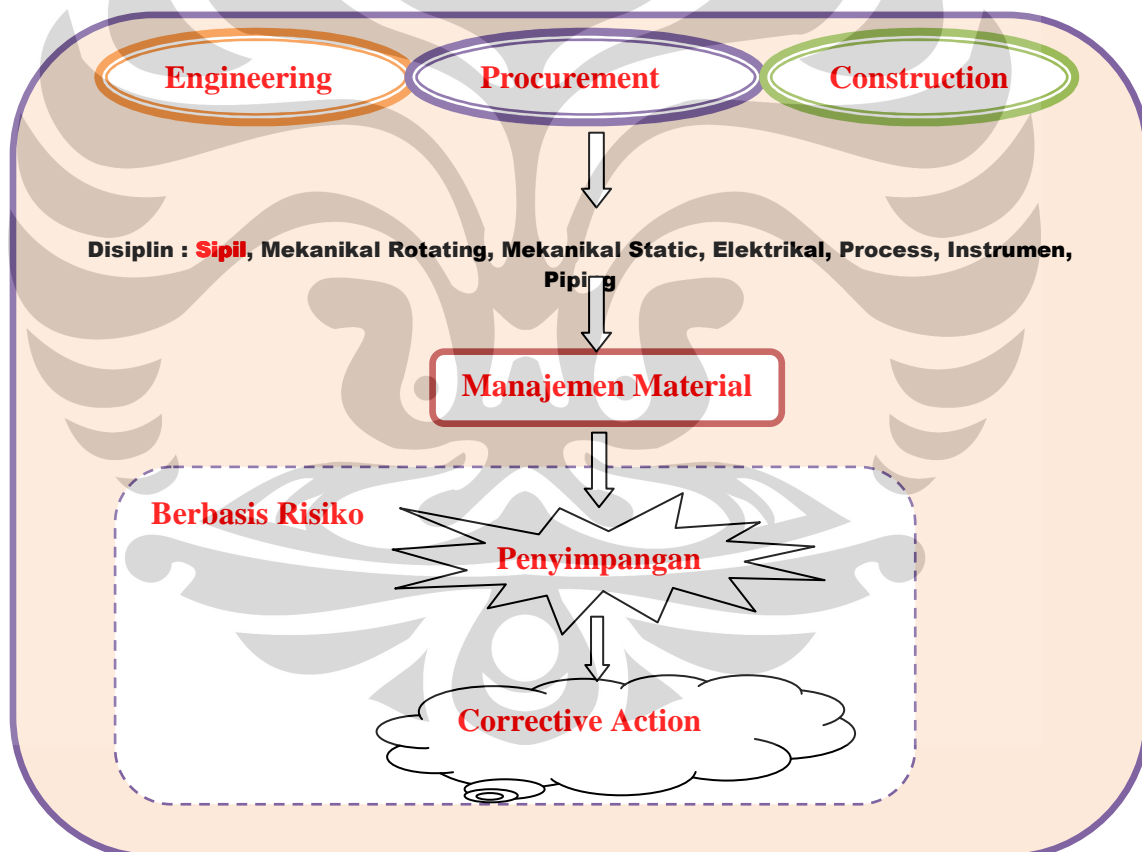 Engineering Procurement Construction
Disiplin : Sipil, Mekanikal Rotating, Mekanikal Static, Elektrikal, Process, Instrumen,
Piping
Manajemen Material
Berbasis Risiko
Penyimpangan
Corrective Action